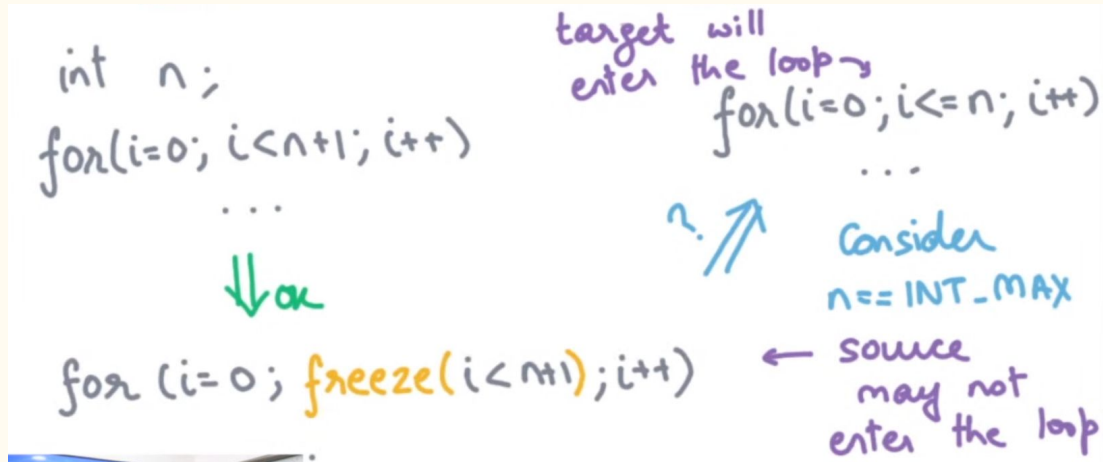 int n;
for(i=0; i<n+1; i++)
...
OK
for (i=0; freeze(i<n+1); i++)
target will
enter the loop
for(i=0; i<=n; i++)
...
?
Consider
n == INT_MAX
← source
may not
enter the loop